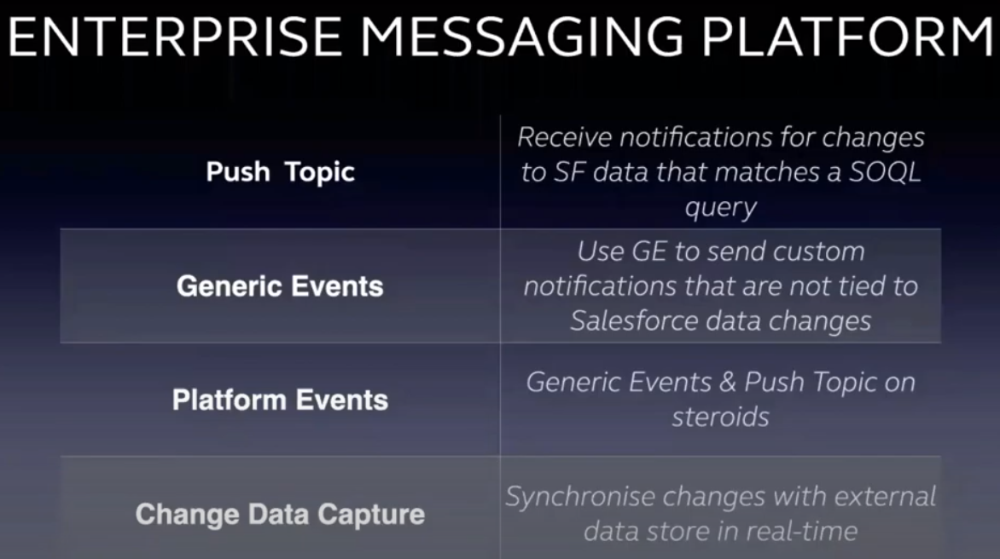 ENTERPRISE MESSAGING PLATFORM
Push Topic
Receive notifications for changes
to SF data that matches a SOQL
query
Generic Events
Use GE to send custom
notifications that are not tied to
Salesforce data changes
Platform Events
Generic Events & Push Topic on
steroids
Change Data Capture
Synchronise changes with external
data store in real-time